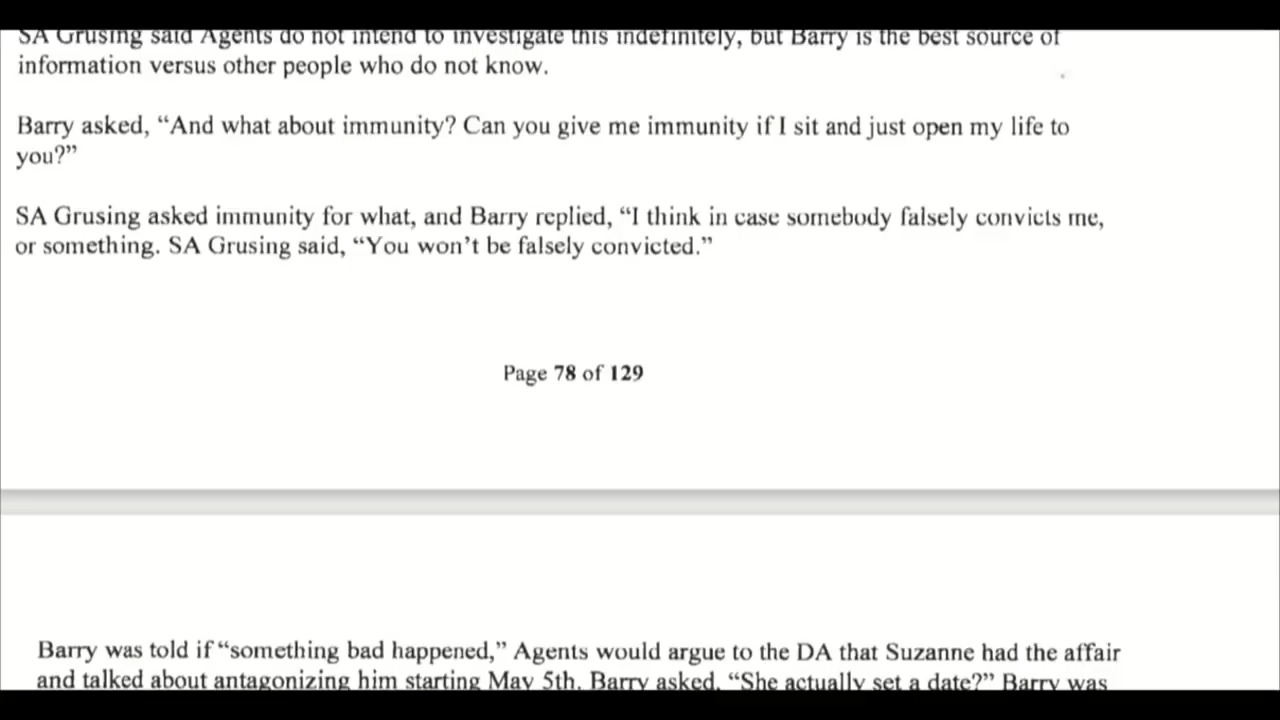 SA Grusing said Agents do not intend to investigate this indefinitely, but Barry is the best source of
information versus other people who do not know.
Barry asked, “And what about immunity? Can you give me immunity if I sit and just open my life to
you?”
SA Grusing asked immunity for what, and Barry replied, “I think in case somebody falsely convicts me,
or something. SA Grusing said, “You won’t be falsely convicted.”
Page 78 of 129
Barry was told if “something bad happened,” Agents would argue to the DA that Suzanne had the affair
and talked about antagonizing him starting May 5th. Barry asked, “She actually set a date?” Barry was